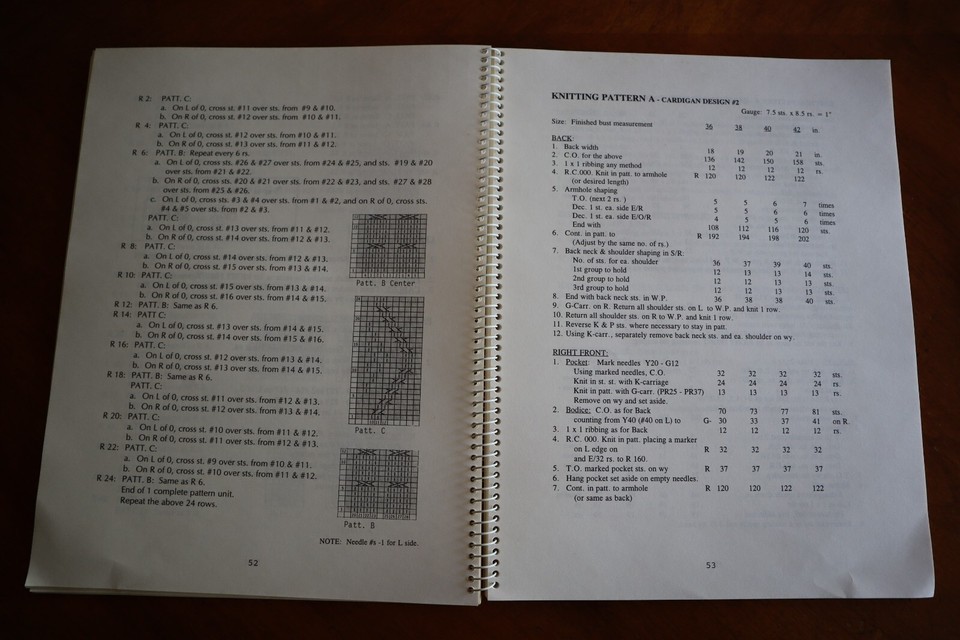 R 2: PATT. C:
a. On L of 0, cross st. #11 over sts. from #9 & #10.
b. On R of 0, cross st. #12 over sts. from #10 & #11.
R 4: PATT. C:
a. On L of 0, cross st. #12 over sts. from #10 & #11.
b. On R of 0, cross st. #13 over sts. from #11 & #12.
R 6: PATT. B: Repeat every 6 rs.
a. On L of 0, cross sts. #26 & #27 over sts. from #24 & #25, and sts. #19 & #20
over sts. from #21 & #22.
b. On R of 0, cross sts. #20 & #21 over sts. from #22 & #23, and sts. #27 & #28
over sts. from #25 & #26.
c. On L of 0, cross sts. #3 & #4 over sts. from #1 & #2, and on R of 0, cross sts.
#4 & #5 over sts. from #2 & #3.
PATT. C:
a. On L of 0, cross st. #13 over sts. from #11 & #12.
b. On R of 0, cross st. #14 over sts. from #12 & #13.
R 8: PATT. C:
a. On L of 0, cross st. #14 over sts. from #12 & #13.
b. On R of 0, cross st. #15 over sts. from #13 & #14.
R 10: PATT. C:
a. On L of 0, cross st. #15 over sts. from #13 & #14.
b. On R of 0, cross st. #16 over sts. from #14 & #15.
R 12: PATT. B: Same as R 6.
R 14: PATT C:
a. On L of 0, cross st. #13 over sts. from #14 & #15.
b. On R of 0, cross st. #14 over sts. from #15 & #16.
R 16: PATT. C:
a. On L of 0, cross st. #12 over sts. from #13 & #14.
b. On R of 0, cross st. #13 over sts. from #14 & #15.
R 18: PATT. B: Same as R 6.
PATT. C:
a. On L of 0, cross st. #11 over sts. from #12 & #13.
b. On R of 0, cross st. #12 over sts. from #13 & #14.
R 20: PATT. C:
a. On L of 0, cross st. #10 over sts. from #11 & #12.
b. On R of 0, cross st. #11 over sts. from #12 & #13.
R 22: PATT. C:
a. On L of 0, cross st. #9 over sts. from #10 & #11.
b. On R of 0, cross st. #10 over sts. from #11 & #12.
R 24: PATT. B: Same as R 6.
End of 1 complete pattern unit.
Repeat the above 24 rows.
Patt. B Center
Patt. C
Patt. B
NOTE: Needle #s -1 for L side.
52
KNITTING PATTERN A - CARDIGAN DESIGN #2
Gauge: 7.5 sts. x 8.5 rs. = 1"
Size: Finished bust measurement 36 38 40 42 in.
BACK:
1. Back width 18 19 20 21 in.
2. C.O. for the above 136 142 150 158 sts.
3. 1 x 1 ribbing any method 12 12 12 12 rs.
4. R.C.000. Knit in patt. to armhole R 120 120 122 122
(or desired length)
5. Armhole shaping
T.O. (next 2 rs. ) 5 5 6 7 times
Dec. 1 st. ea. side E/R 5 5 6 6 times
Dec. 1 st. ea. side E/O/R 4 5 5 6 times
End with 108 112 116 120 sts.
6. Cont. in patt. to R 192 194 198 202
(Adjust by the same no. of rs.)
7. Back neck & shoulder shaping in S/R:
No. of sts. for ea. shoulder 36 37 39 40 sts.
1st group to hold 12 13 13 14 sts.
2nd group to hold 12 12 13 13 sts.
3rd group to hold 12 12 13 13 sts.
8. End with back neck sts. in W.P. 36 38 38 40 sts.
9. G-Carr. on R. Return all shoulder sts. on L to W.P. and knit 1 row.
10. Return all shoulder sts. on R to W.P. and knit 1 row.
11. Reverse K & P sts. where necessary to stay in patt.
12. Using K-carr., separately remove back neck sts. and ea. shoulder on wy.
RIGHT FRONT:
1. Pocket: Mark needles Y20 - G12
Using marked needles, C.O. 32 32 32 32 sts.
Knit in st. st. with K-carriage 24 24 24 24 rs.
Knit in patt. with G-carr. (PR25 - PR37) 13 13 13 13 rs.
Remove on wy and set aside.
2. Bodice: C.O. as for Back 70 73 77 81 sts.
counting from Y40 (#40 on L) to G- 30 33 37 41 on R.
3. 1 x 1 ribbing as for Back 12 12 12 12 rs.
4. R.C. 000. Knit in patt. placing a marker
on L edge on R 32 32 32 32
and E/32 rs. to R 160.
5. T.O. marked pocket sts. on wy R 37 37 37 37
6. Hang pocket set aside on empty needles.
7. Cont. in patt. to armhole R 120 120 122 122
(or same as back)
53